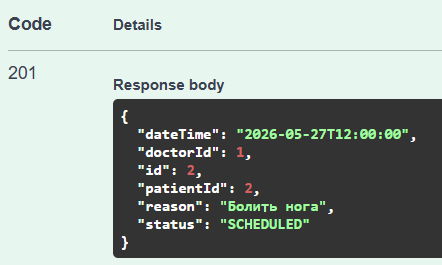 Code Details
201
Response body
{
"dateTime": "2026-05-27T12:00:00",
"doctorId": 1,
"id": 2,
"patientId": 2,
"reason": "Болить нога",
"status": "SCHEDULED"
}